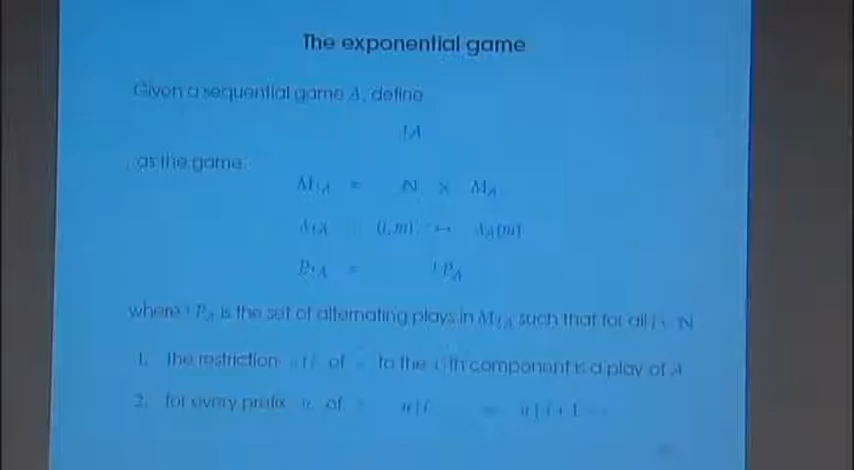 The exponential game
Given a sequential game A, define
!A
as the game
M!A = N × MA
λ!A : (i,m) ↦ λA(m)
P!A = !PA
where !PA is the set of alternating plays in M!A such that for all i ∈ N
1. the restriction of to the i th component is a play of A
2. for every prefix u of